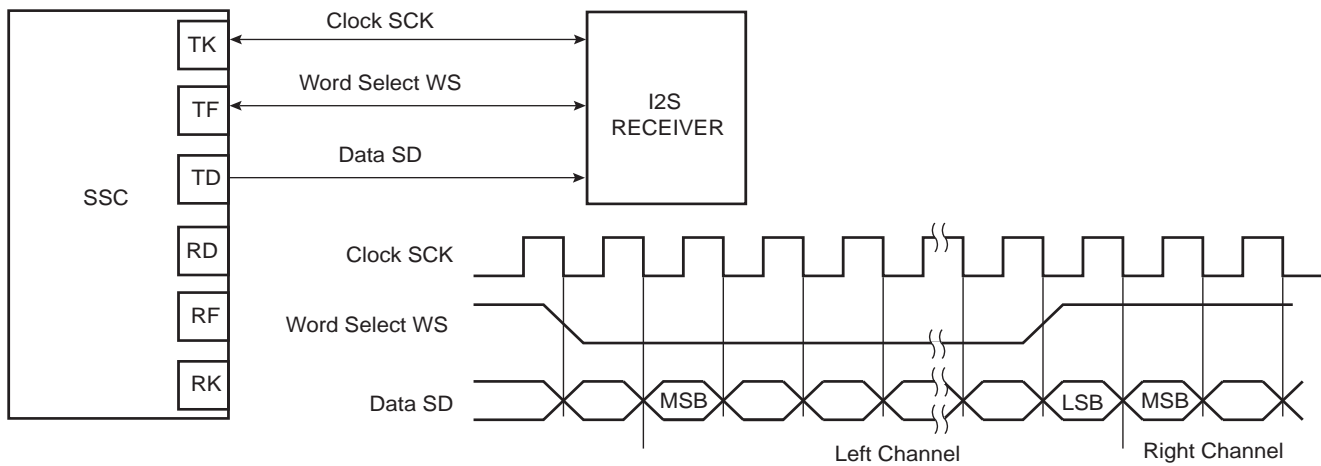 SSC
TK
TF
TD
RD
RF
RK
Clock SCK
Word Select WS
Data SD
I2S
RECEIVER
Clock SCK
Word Select WS
Data SD
MSB
LSB
MSB
Left Channel
Right Channel